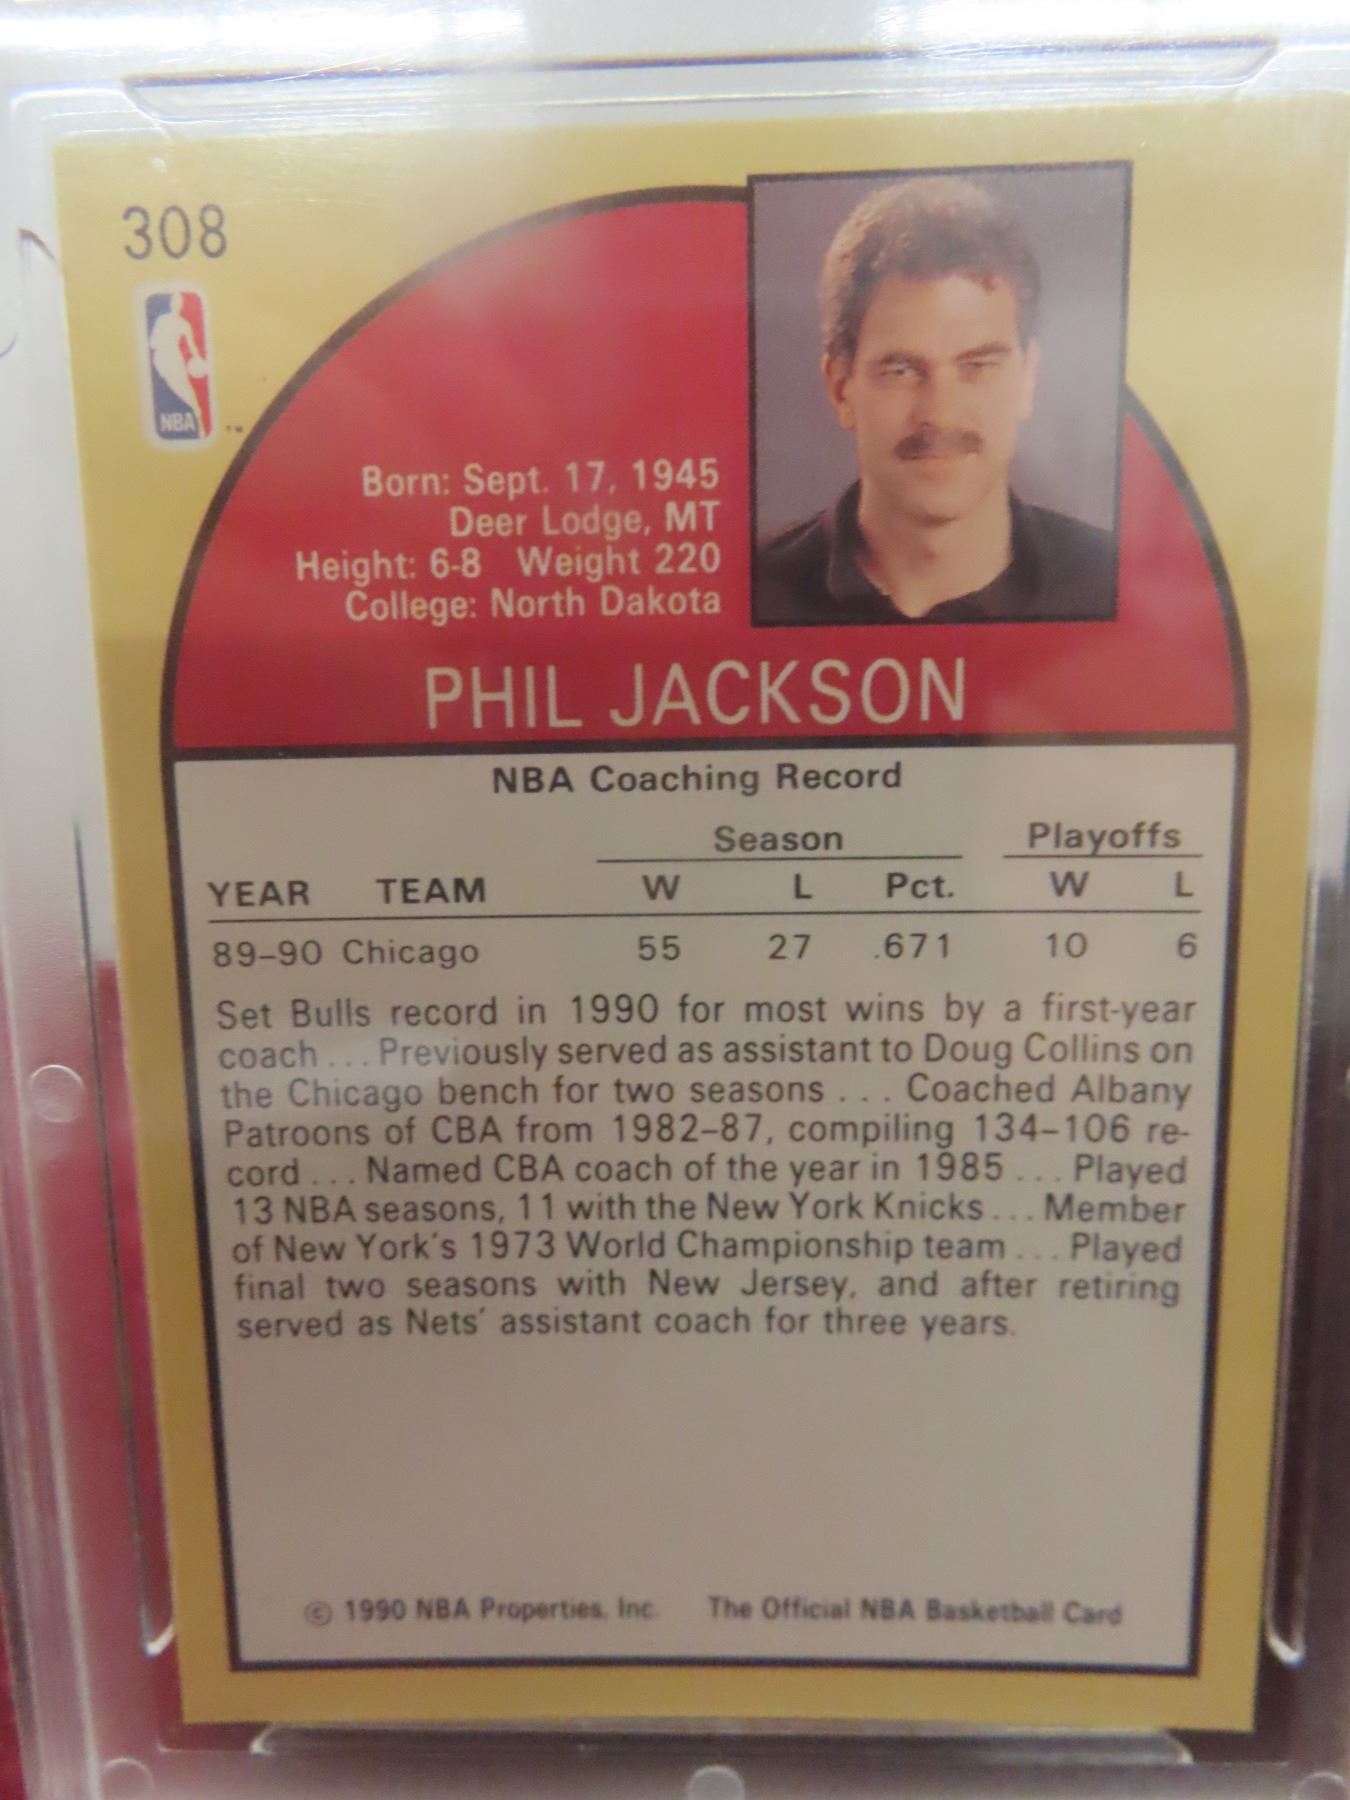 308
NBA
TM
Born: Sept. 17, 1945
Deer Lodge, MT
Height: 6-8 Weight 220
College: North Dakota
PHIL JACKSON
NBA Coaching Record
Season Playoffs
YEAR TEAM W L Pct. W L
89–90 Chicago 55 27 .671 10 6
Set Bulls record in 1990 for most wins by a first-year
coach . . . Previously served as assistant to Doug Collins on
the Chicago bench for two seasons . . . Coached Albany
Patroons of CBA from 1982–87, compiling 134–106 re-
cord . . . Named CBA coach of the year in 1985 . . . Played
13 NBA seasons, 11 with the New York Knicks . . . Member
of New York's 1973 World Championship team . . . Played
final two seasons with New Jersey, and after retiring
served as Nets' assistant coach for three years.
© 1990 NBA Properties, Inc. The Official NBA Basketball Card